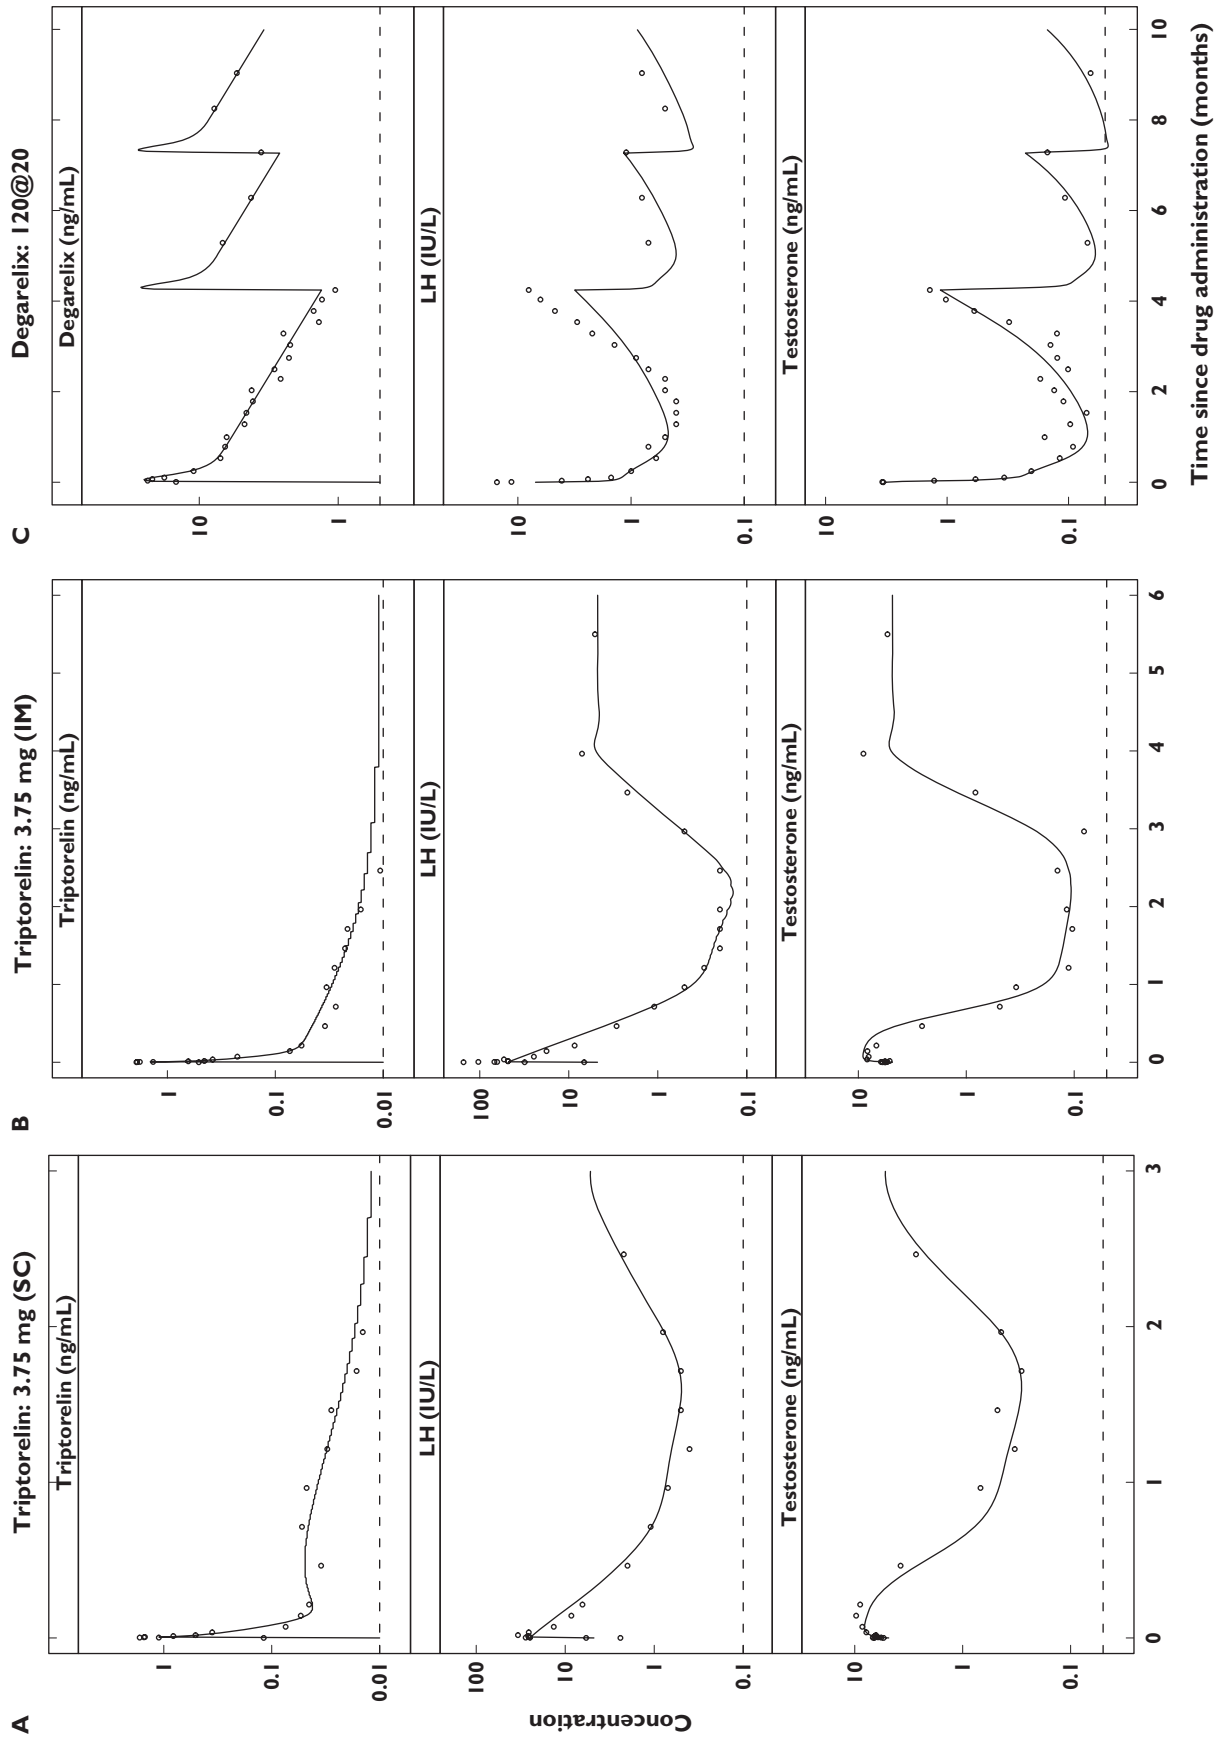 A
Triptorelin: 3.75 mg (SC)
Triptorelin (ng/mL)
1
0.1
0.01
LH (IU/L)
100
10
1
0.1
Testosterone (ng/mL)
10
1
0.1
0
1
2
3
Concentration
B
Triptorelin: 3.75 mg (IM)
Triptorelin (ng/mL)
1
0.1
0.01
LH (IU/L)
100
10
1
0.1
Testosterone (ng/mL)
10
1
0.1
0
1
2
3
4
5
6
C
Degarelix: 120@20
Degarelix (ng/mL)
10
1
LH (IU/L)
10
1
0.1
Testosterone (ng/mL)
10
1
0.1
0
2
4
6
8
10
Time since drug administration (months)